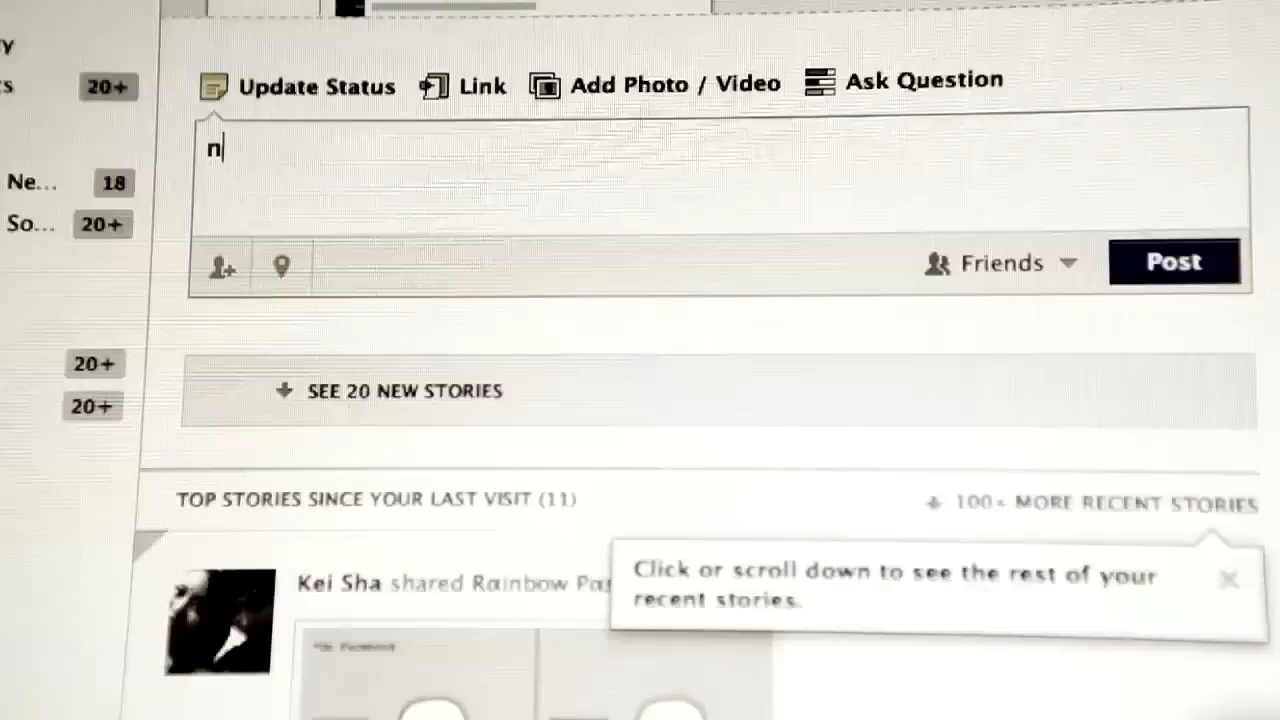 Y
s 20+
Update Status Link Add Photo / Video Ask Question
n
Ne... 18
So... 20+
Friends Post
20+
20+
SEE 20 NEW STORIES
TOP STORIES SINCE YOUR LAST VISIT (11)
100+ MORE RECENT STORIES
Click or scroll down to see the rest of your
recent stories.
Kei Sha shared Rainbow